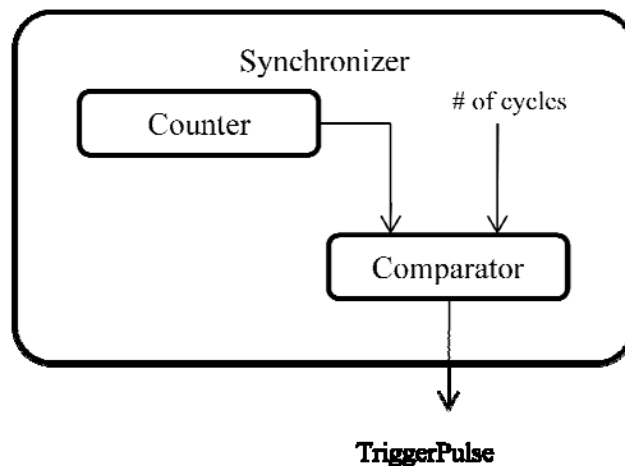 Synchronizer
Counter
# of cycles
Comparator
TriggerPulse